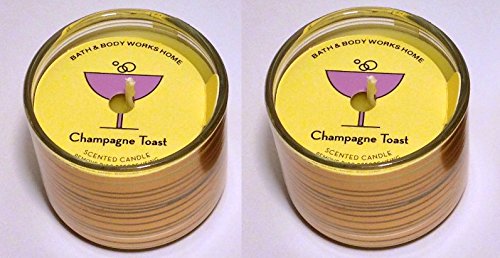 BATH & BODY WORKS HOME
Champagne Toast
SCENTED CANDLE
BATH & BODY WORKS HOME
Champagne Toast
SCENTED CANDLE